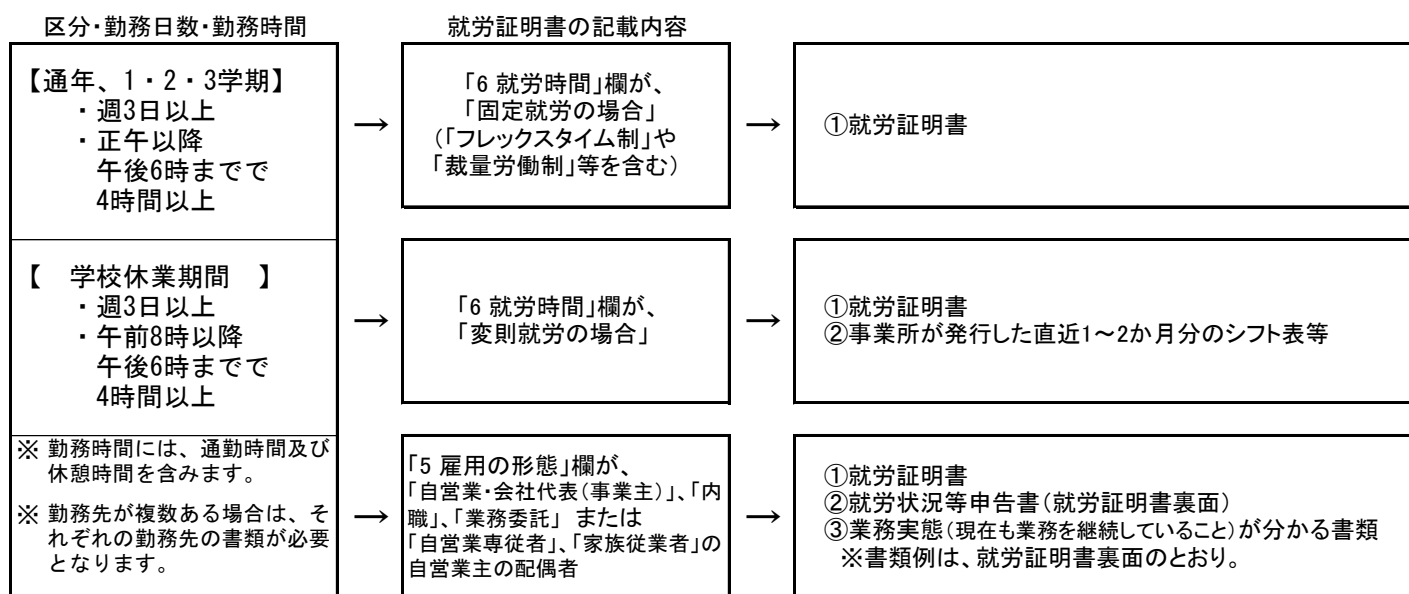 区分・勤務日数・勤務時間
【通年、1・2・3学期】
・週3日以上
・正午以降
午後6時までで
4時間以上
【　学校休業期間　】
・週3日以上
・午前8時以降
午後6時までで
4時間以上
※ 勤務時間には、通勤時間及び
休憩時間を含みます。
※ 勤務先が複数ある場合は、そ
れぞれの勤務先の書類が必要
となります。
就労証明書の記載内容
→
「6 就労時間」欄が、
「固定就労の場合」
（「フレックスタイム制」や
「裁量労働制」等を含む）
→
①就労証明書
→
「6 就労時間」欄が、
「変則就労の場合」
→
①就労証明書
②事業所が発行した直近1～2か月分のシフト表等
→
「5 雇用の形態」欄が、
「自営業・会社代表（事業主）」、「内
職」、「業務委託」 または
「自営業専従者」、「家族従業者」の
自営業主の配偶者
→
①就労証明書
②就労状況等申告書（就労証明書裏面）
③業務実態（現在も業務を継続していること）が分かる書類
※書類例は、就労証明書裏面のとおり。